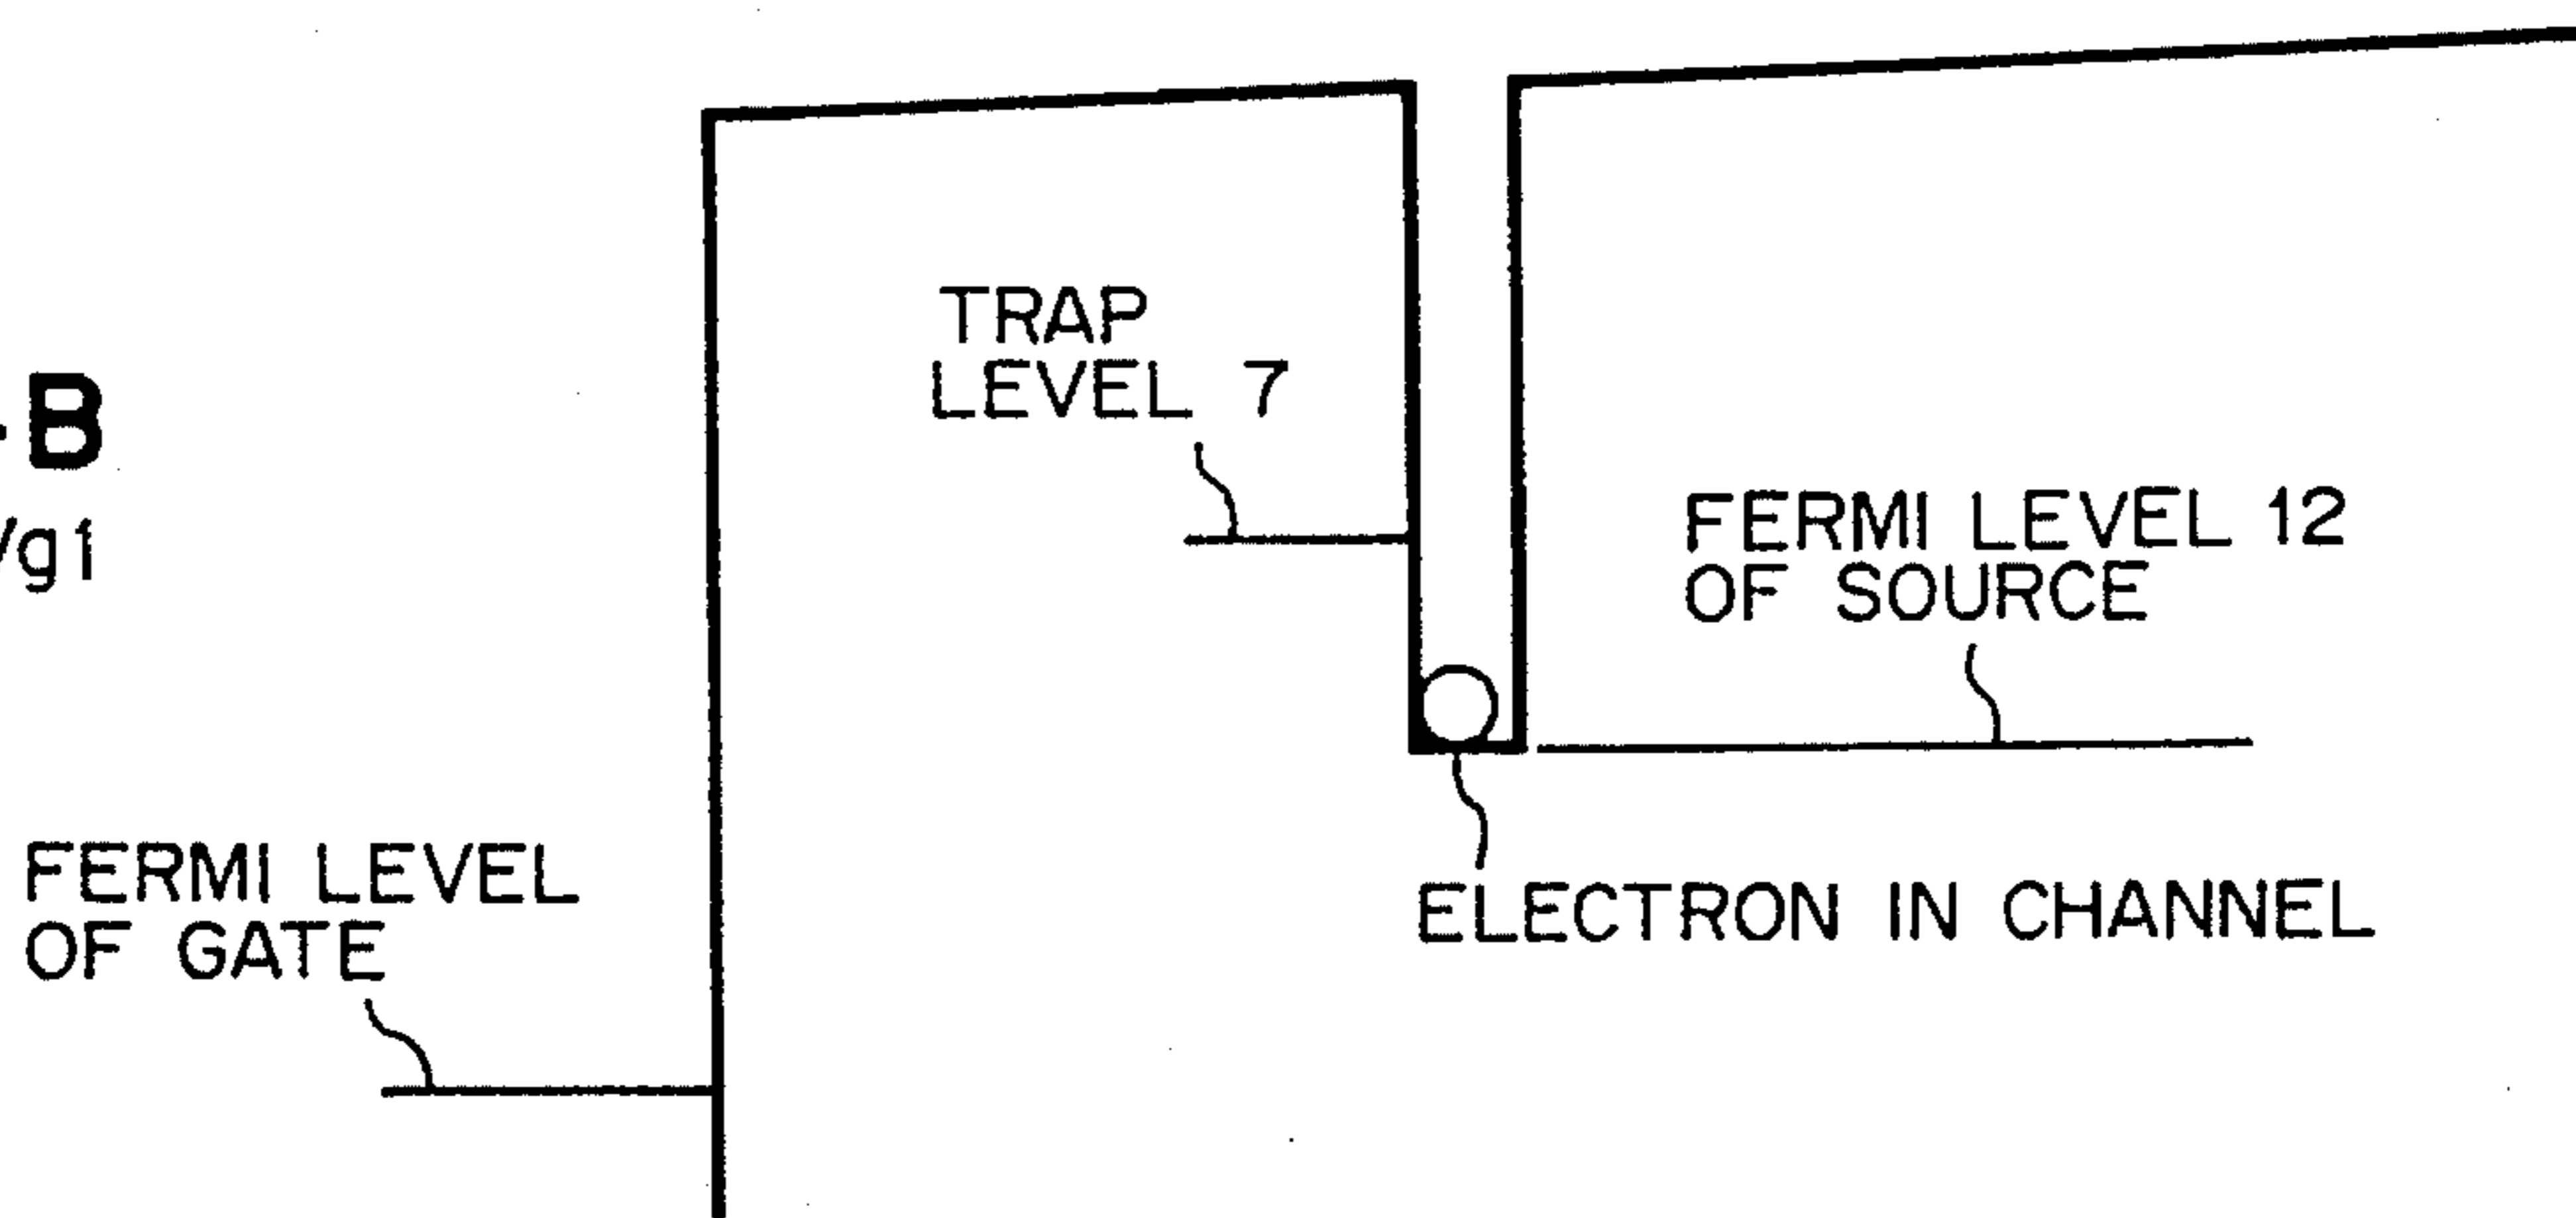 TRAP
LEVEL 7
B
g1
FERMI LEVEL 12
OF SOURCE
FERMI LEVEL
OF GATE
ELECTRON IN CHANNEL